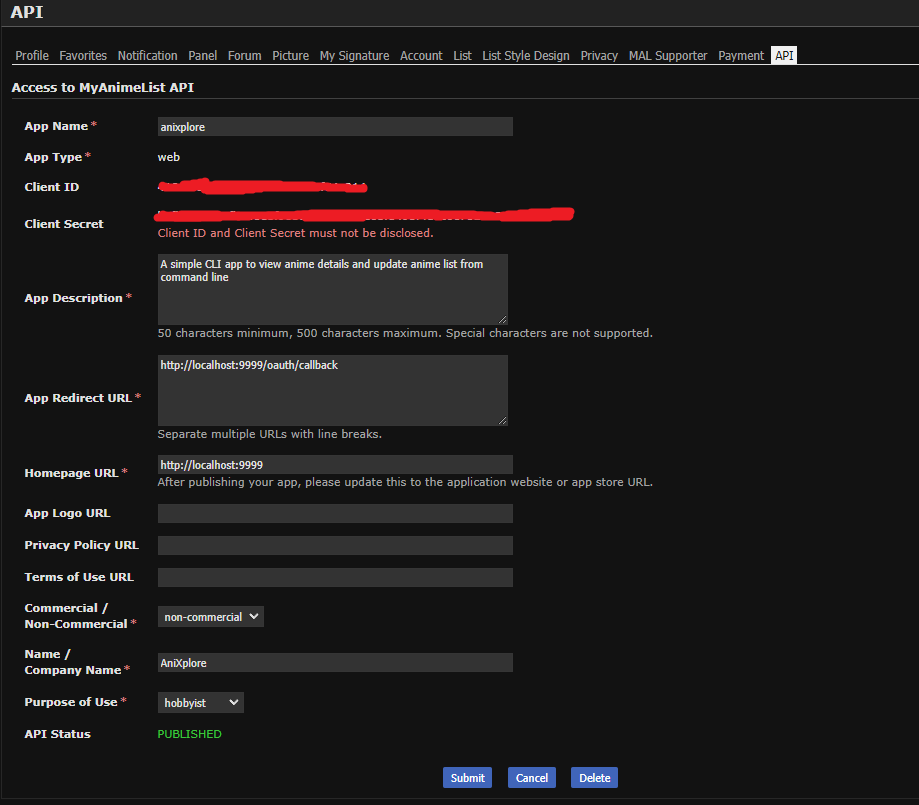 API
Profile Favorites Notification Panel Forum Picture My Signature Account List List Style Design Privacy MAL Supporter Payment API
Access to MyAnimeList API
App Name * anixplore
App Type * web
Client ID
Client Secret
Client ID and Client Secret must not be disclosed.
App Description *
A simple CLI app to view anime details and update anime list from
command line
50 characters minimum, 500 characters maximum. Special characters are not supported.
App Redirect URL *
http://localhost:9999/oauth/callback
Separate multiple URLs with line breaks.
Homepage URL *
http://localhost:9999
After publishing your app, please update this to the application website or app store URL.
App Logo URL
Privacy Policy URL
Terms of Use URL
Commercial /
Non-Commercial * non-commercial
Name /
Company Name * AniXplore
Purpose of Use * hobbyist
API Status PUBLISHED
Submit Cancel Delete